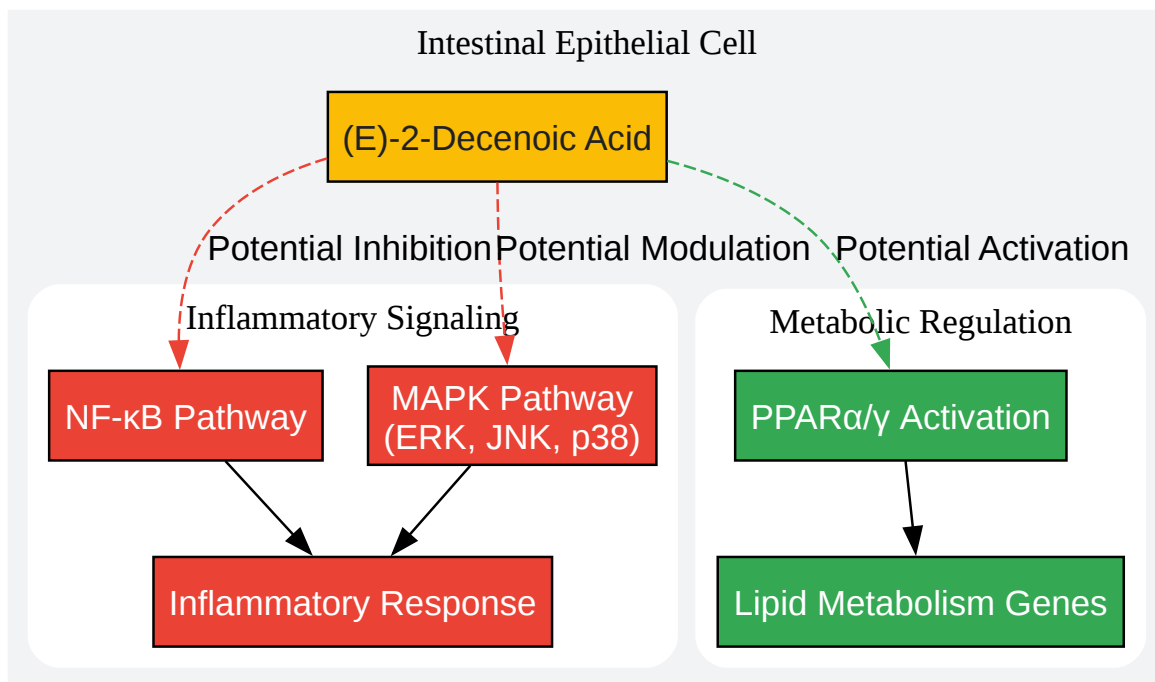 Intestinal Epithelial Cell
(E)-2-Decenoic Acid
Potential Inhibition
Potential Modulation
Potential Activation
Inflammatory Signaling
Metabolic Regulation
NF-κB Pathway
MAPK Pathway
(ERK, JNK, p38)
PPARα/γ Activation
Inflammatory Response
Lipid Metabolism Genes